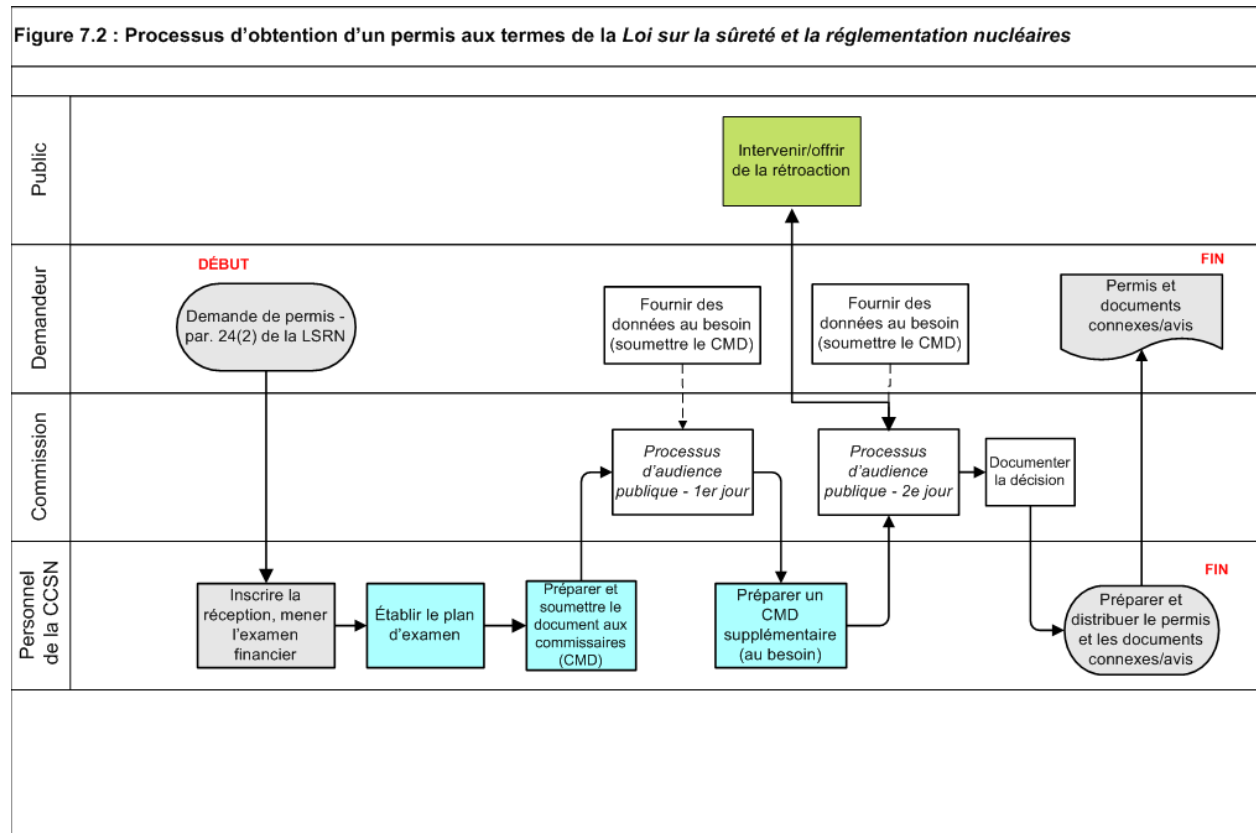 Figure 7.2 : Processus d’obtention d’un permis aux termes de la Loi sur la sûreté et la réglementation nucléaires
Public
Intervenir/offrir
de la rétroaction
Demandeur
DÉBUT
Demande de permis -
par. 24(2) de la LSRN
Fournir des
données au besoin
(soumettre le CMD)
Fournir des
données au besoin
(soumettre le CMD)
FIN
Permis et
documents
connexes/avis
Commission
Processus
d’audience
publique - 1er jour
Processus
d’audience
publique - 2e jour
Documenter
la décision
Personnel
de la CCSN
Inscrire la
réception, mener
l’examen
financier
Établir le plan
d’examen
Préparer et
soumettre le
document aux
commissaires
(CMD)
Préparer un
CMD
supplémentaire
(au besoin)
FIN
Préparer et
distribuer le permis
et les documents
connexes/avis